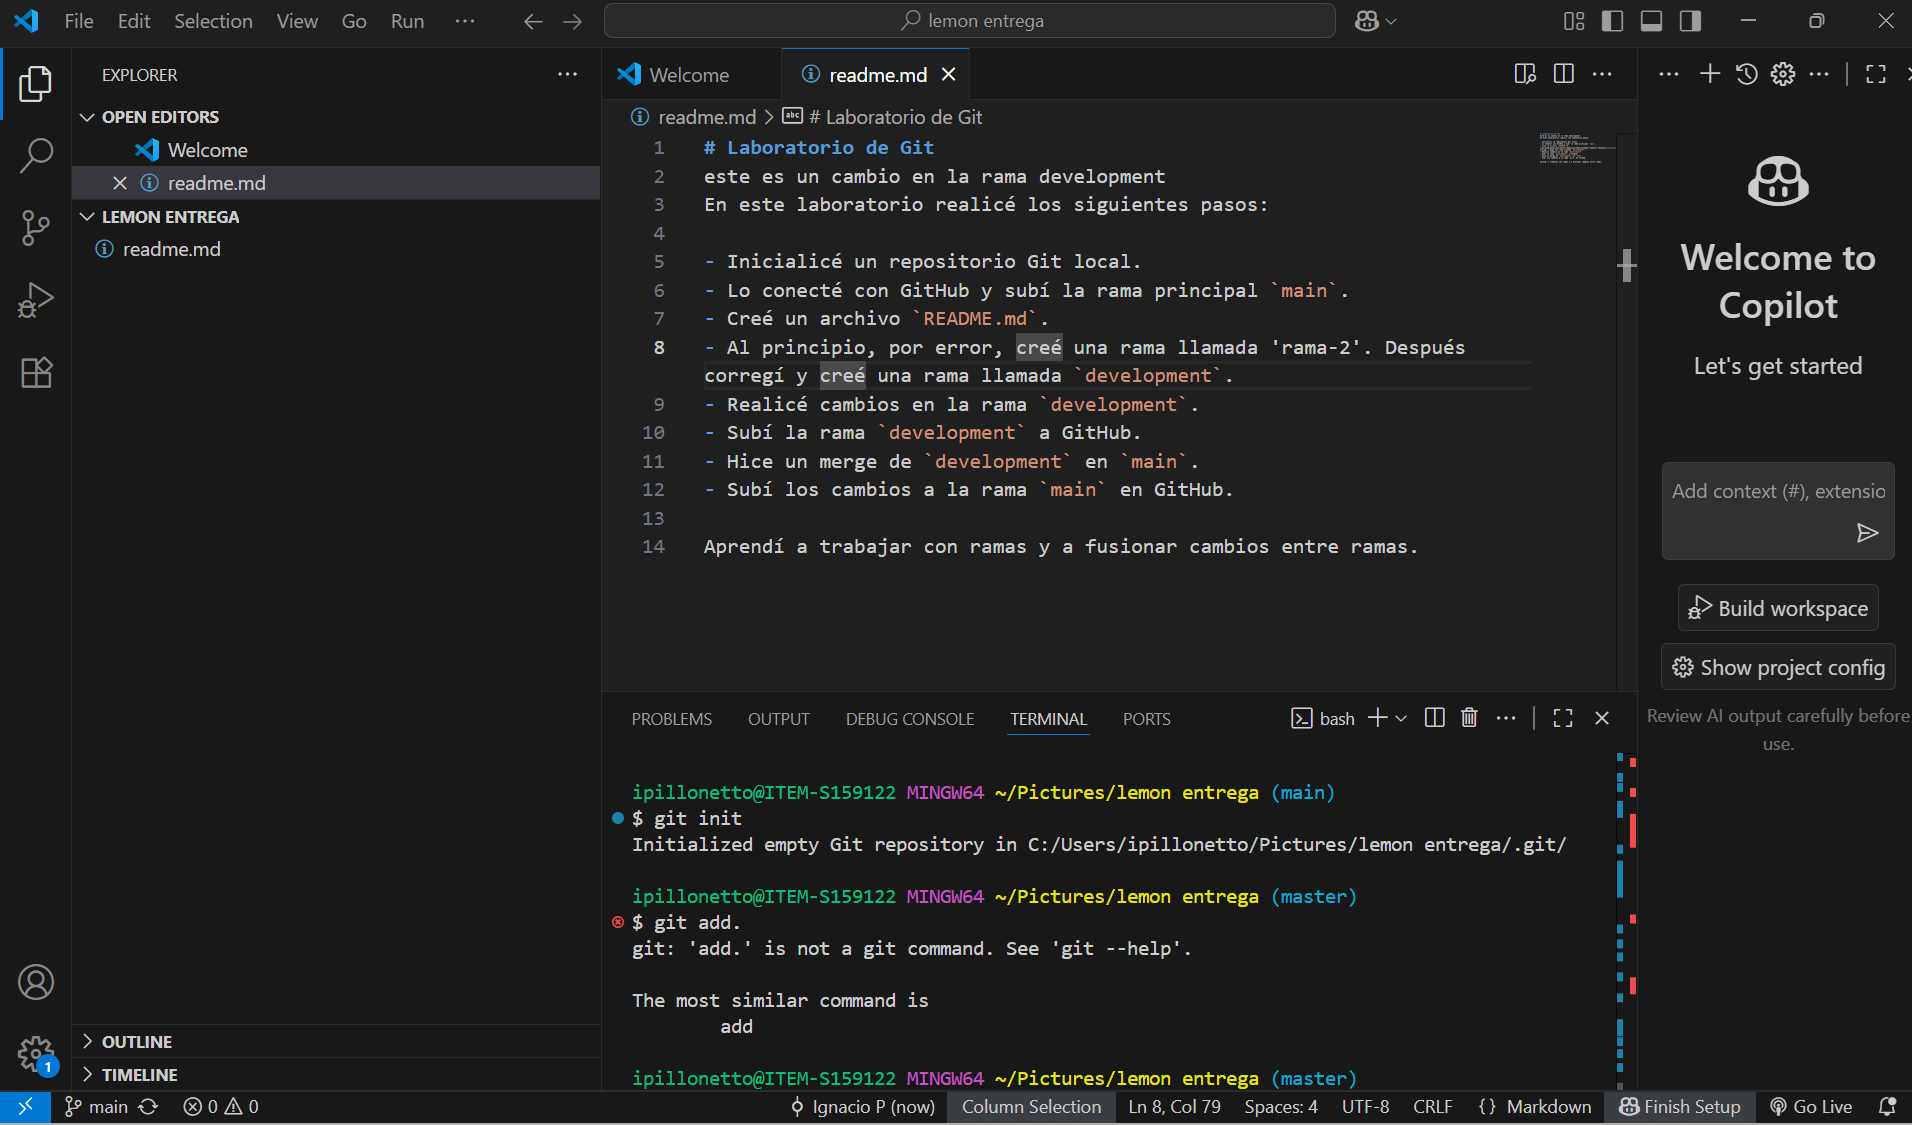 File Edit Selection View Go Run ··· lemon entrega
EXPLORER ···
OPEN EDITORS
Welcome
readme.md
LEMON ENTREGA
readme.md
OUTLINE
TIMELINE
Welcome readme.md
readme.md > # Laboratorio de Git
1 # Laboratorio de Git
2 este es un cambio en la rama development
3 En este laboratorio realicé los siguientes pasos:
4
5 - Inicialicé un repositorio Git local.
6 - Lo conecté con GitHub y subí la rama principal `main`.
7 - Creé un archivo `README.md`.
8 - Al principio, por error, creé una rama llamada 'rama-2'. Después
corregí y creé una rama llamada `development`.
9 - Realicé cambios en la rama `development`.
10 - Subí la rama `development` a GitHub.
11 - Hice un merge de `development` en `main`.
12 - Subí los cambios a la rama `main` en GitHub.
13
14 Aprendí a trabajar con ramas y a fusionar cambios entre ramas.
PROBLEMS OUTPUT DEBUG CONSOLE TERMINAL PORTS bash
ipillonetto@ITEM-S159122 MINGW64 ~/Pictures/lemon entrega (main)
$ git init
Initialized empty Git repository in C:/Users/ipillonetto/Pictures/lemon entrega/.git/
ipillonetto@ITEM-S159122 MINGW64 ~/Pictures/lemon entrega (master)
$ git add.
git: 'add.' is not a git command. See 'git --help'.
The most similar command is
add
ipillonetto@ITEM-S159122 MINGW64 ~/Pictures/lemon entrega (master)
Welcome to
Copilot
Let's get started
Add context (#), extensio
Build workspace
Show project config
Review AI output carefully before
use.
1
main 0 0 Ignacio P (now) Column Selection Ln 8, Col 79 Spaces: 4 UTF-8 CRLF {} Markdown Finish Setup Go Live